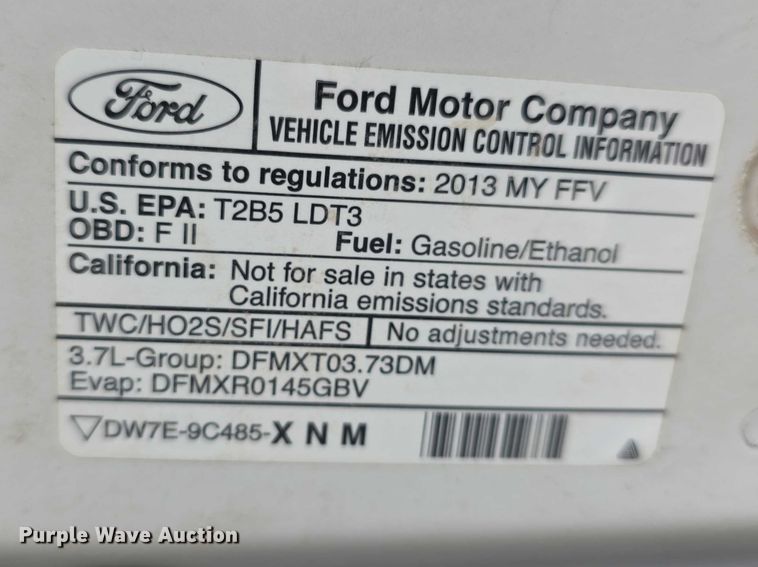 Ford
Ford Motor Company
VEHICLE EMISSION CONTROL INFORMATION
Conforms to regulations: 2013 MY FFV
U.S. EPA: T2B5 LDT3
OBD: F II Fuel: Gasoline/Ethanol
California: Not for sale in states with
California emissions standards.
TWC/HO2S/SFI/HAFS No adjustments needed.
3.7L-Group: DFMXT03.73DM
Evap: DFMXR0145GBV
▽DW7E-9C485-X N M
Purple Wave Auction